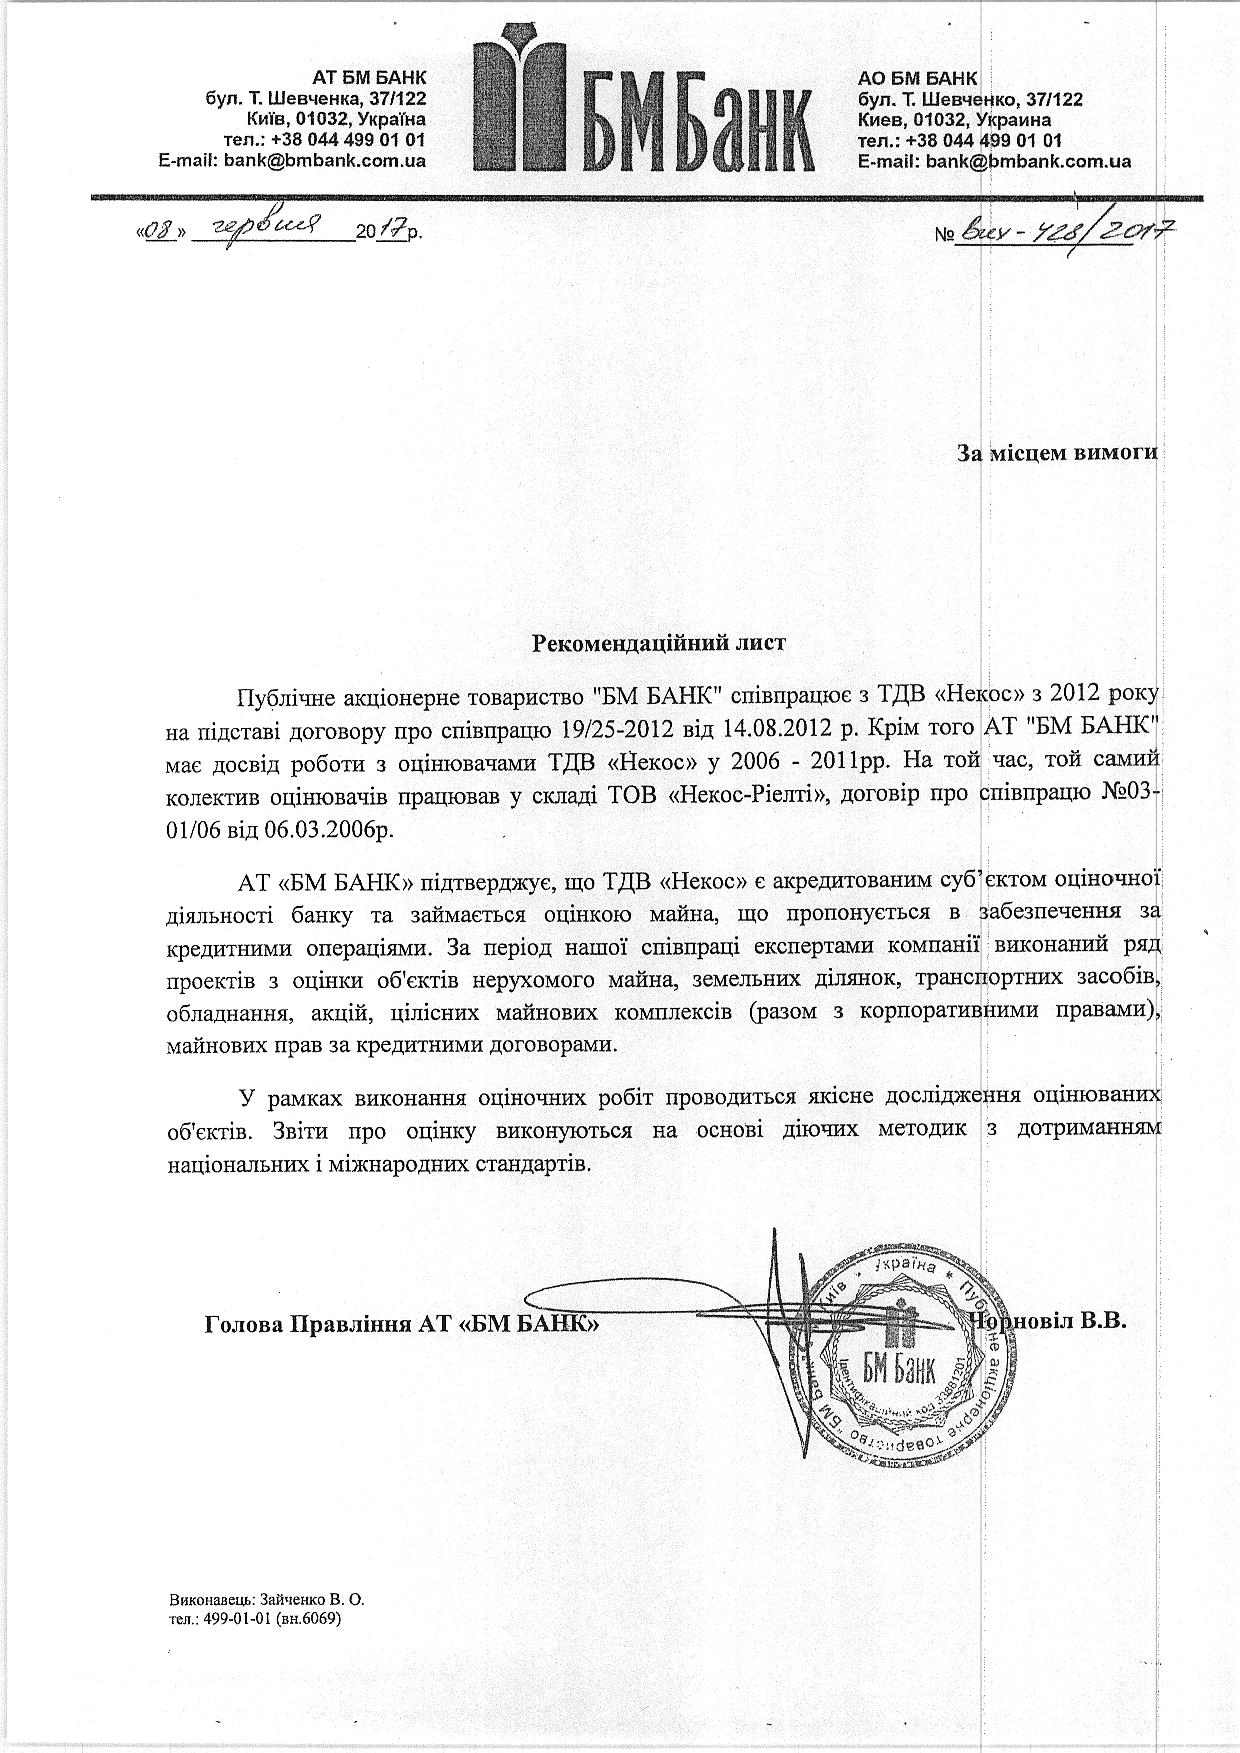 АТ БМ БАНК
бул. Т. Шевченка, 37/122
Київ, 01032, Україна
тел.: +38 044 499 01 01
E-mail: bank@bmbank.com.ua
БМ Банк
АО БМ БАНК
бул. Т. Шевченко, 37/122
Киев, 01032, Украина
тел.: +38 044 499 01 01
E-mail: bank@bmbank.com.ua
«08» червня 2017р.
№ Вих - 428/2017
За місцем вимоги
Рекомендаційний лист
Публічне акціонерне товариство "БМ БАНК" співпрацює з ТДВ «Некос» з 2012 року
на підставі договору про співпрацю 19/25-2012 від 14.08.2012 р. Крім того АТ "БМ БАНК"
має досвід роботи з оцінювачами ТДВ «Некос» у 2006 - 2011рр. На той час, той самий
колектив оцінювачів працював у складі ТОВ «Некос-Ріелті», договір про співпрацю №03-
01/06 від 06.03.2006р.
АТ «БМ БАНК» підтверджує, що ТДВ «Некос» є акредитованим суб’єктом оціночної
діяльності банку та займається оцінкою майна, що пропонується в забезпечення за
кредитними операціями. За період нашої співпраці експертами компанії виконаний ряд
проектів з оцінки об'єктів нерухомого майна, земельних ділянок, транспортних засобів,
обладнання, акцій, цілісних майнових комплексів (разом з корпоративними правами),
майнових прав за кредитними договорами.
У рамках виконання оціночних робіт проводиться якісне дослідження оцінюваних
об'єктів. Звіти про оцінку виконуються на основі діючих методик з дотриманням
національних і міжнародних стандартів.
Голова Правління АТ «БМ БАНК»
Чорновіл В.В.
Київ * Україна * Публічне акціонерне товариство "БМ Банк"
БМ Банк
Ідентифікаційний код 33881201
Виконавець: Зайченко В. О.
тел.: 499-01-01 (вн.6069)